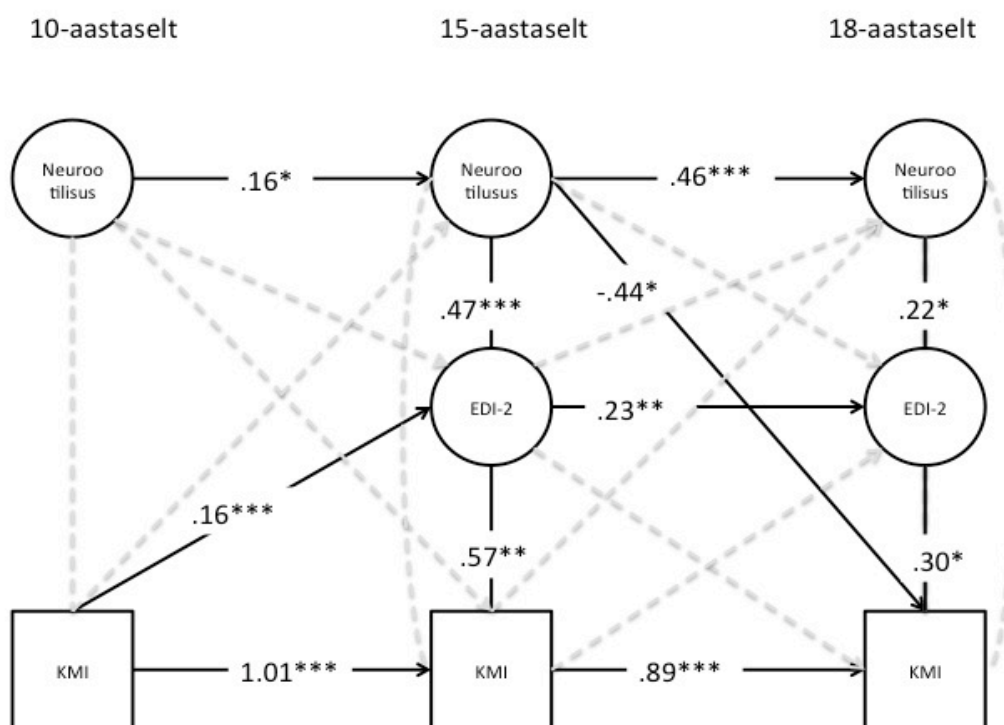 10-aastaselt
15-aastaselt
18-aastaselt
Neuroo
tilisus
.16*
Neuroo
tilusus
.46***
Neuroo
tilisus
.47***
-.44*
.22*
EDI-2
.23**
EDI-2
.16***
.57**
.30*
KMI
1.01***
KMI
.89***
KMI